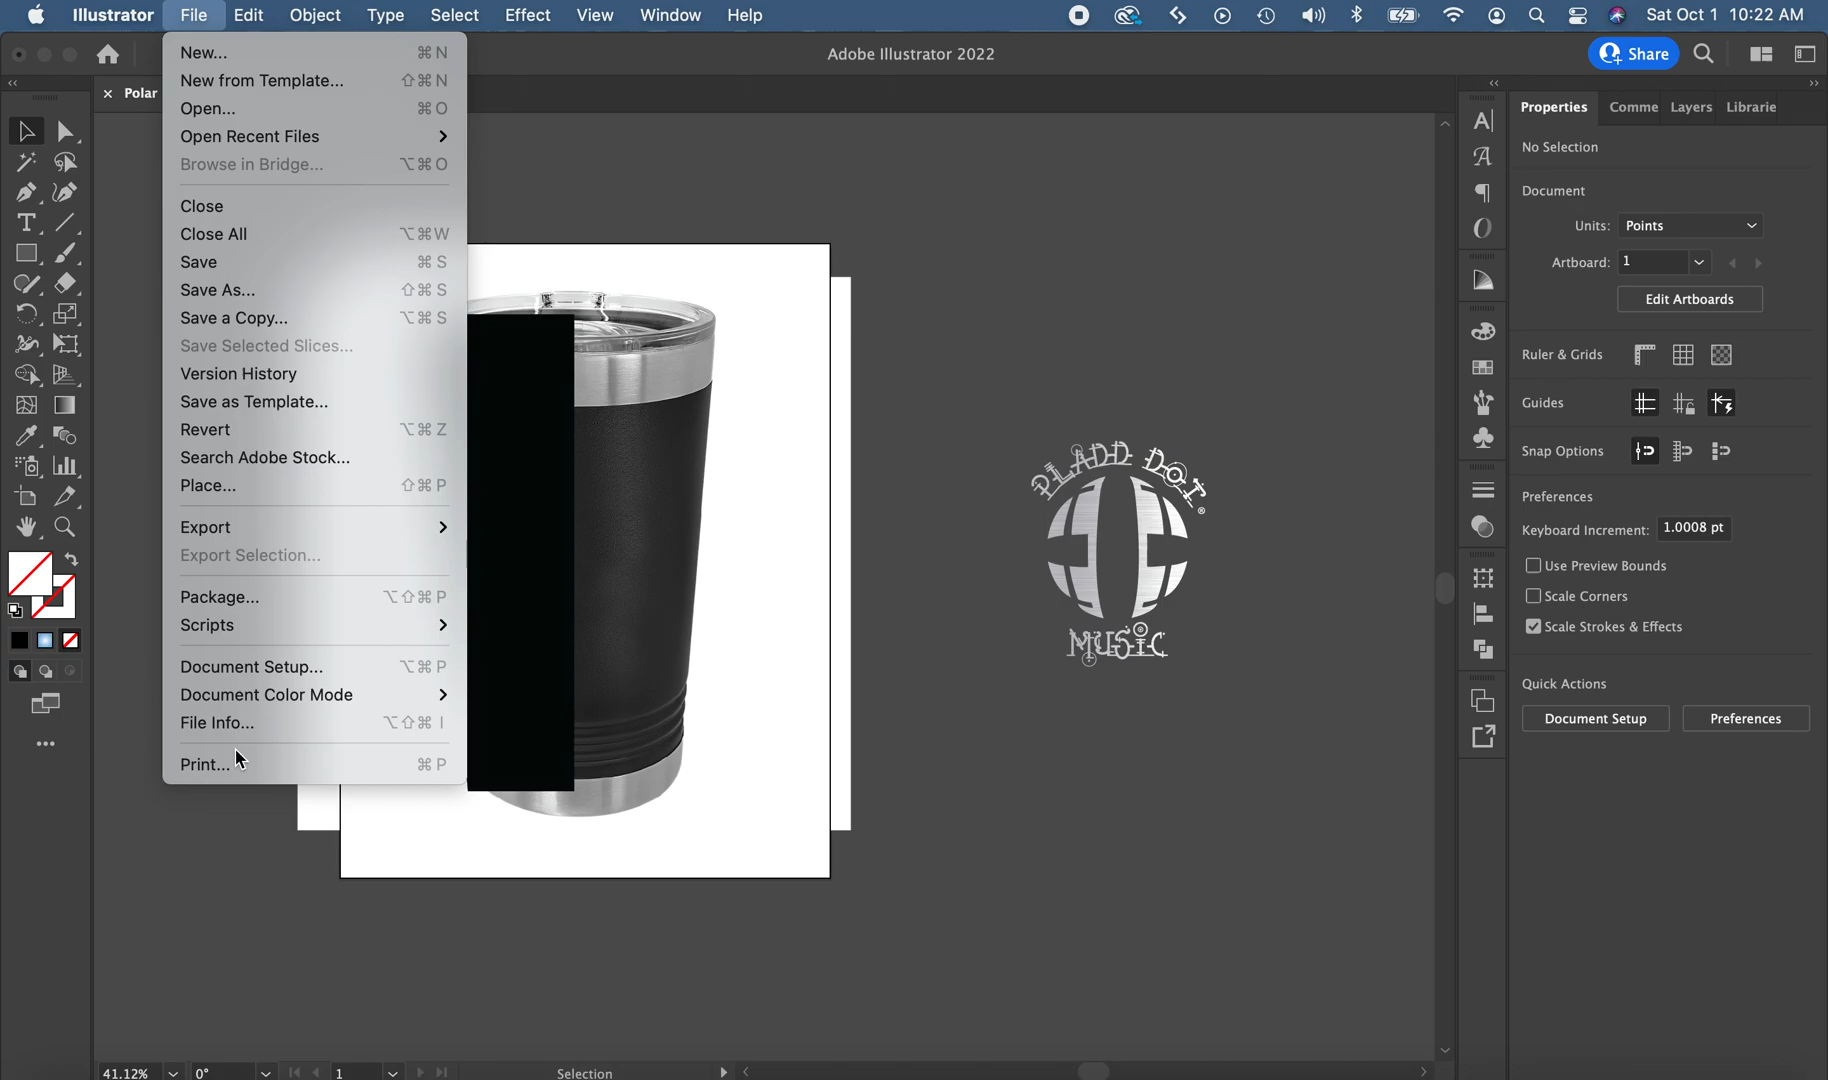 Illustrator File Edit Object Type Select Effect View Window Help Sat Oct 1 10:22 AM
Adobe Illustrator 2022 Share
× Polar
New... ⌘ N
New from Template... ⇧ ⌘ N
Open... ⌘ O
Open Recent Files
Browse in Bridge... ⌥ ⌘ O
Close
Close All ⌥ ⌘ W
Save ⌘ S
Save As... ⇧ ⌘ S
Save a Copy... ⌥ ⌘ S
Save Selected Slices...
Version History
Save as Template...
Revert ⌥ ⌘ Z
Search Adobe Stock...
Place... ⇧ ⌘ P
Export
Export Selection...
Package... ⌥ ⇧ ⌘ P
Scripts
Document Setup... ⌥ ⌘ P
Document Color Mode
File Info... ⌥ ⇧ ⌘ I
Print... ⌘ P
PLADD DOT
®
MUSIC
Properties Comme Layers Librarie
No Selection
Document
Units: Points
Artboard: 1
Edit Artboards
Ruler & Grids
Guides
Snap Options
Preferences
Keyboard Increment: 1.0008 pt
Use Preview Bounds
Scale Corners
Scale Strokes & Effects
Quick Actions
Document Setup Preferences
41.12% 0° 1 Selection